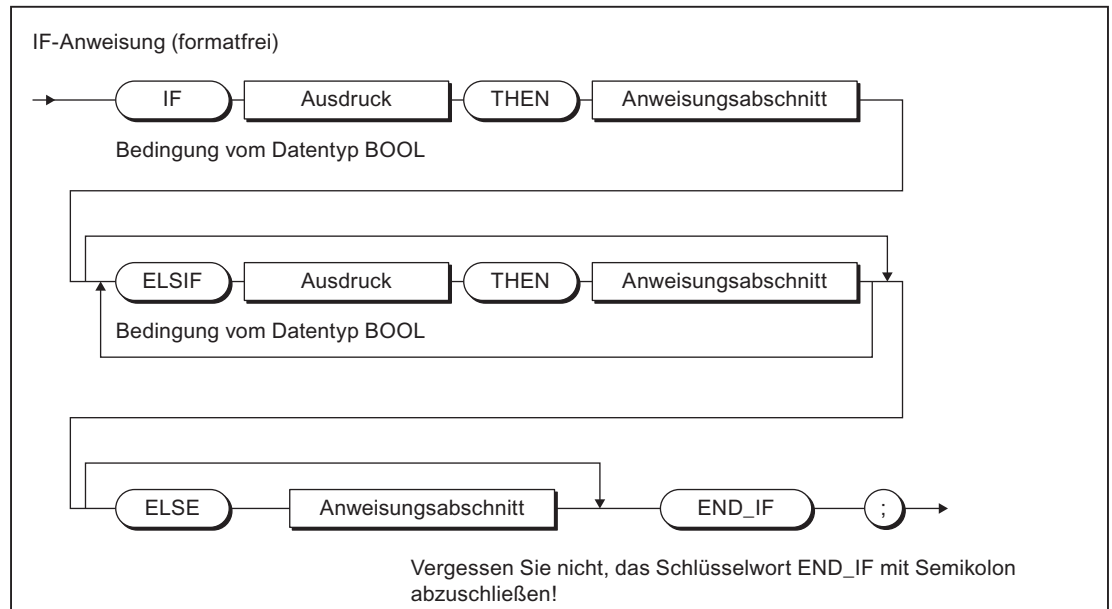 IF-Anweisung (formatfrei)
IF Ausdruck THEN Anweisungsabschnitt
Bedingung vom Datentyp BOOL
ELSIF Ausdruck THEN Anweisungsabschnitt
Bedingung vom Datentyp BOOL
ELSE Anweisungsabschnitt END_IF ;
Vergessen Sie nicht, das Schlüsselwort END_IF mit Semikolon
abzuschließen!